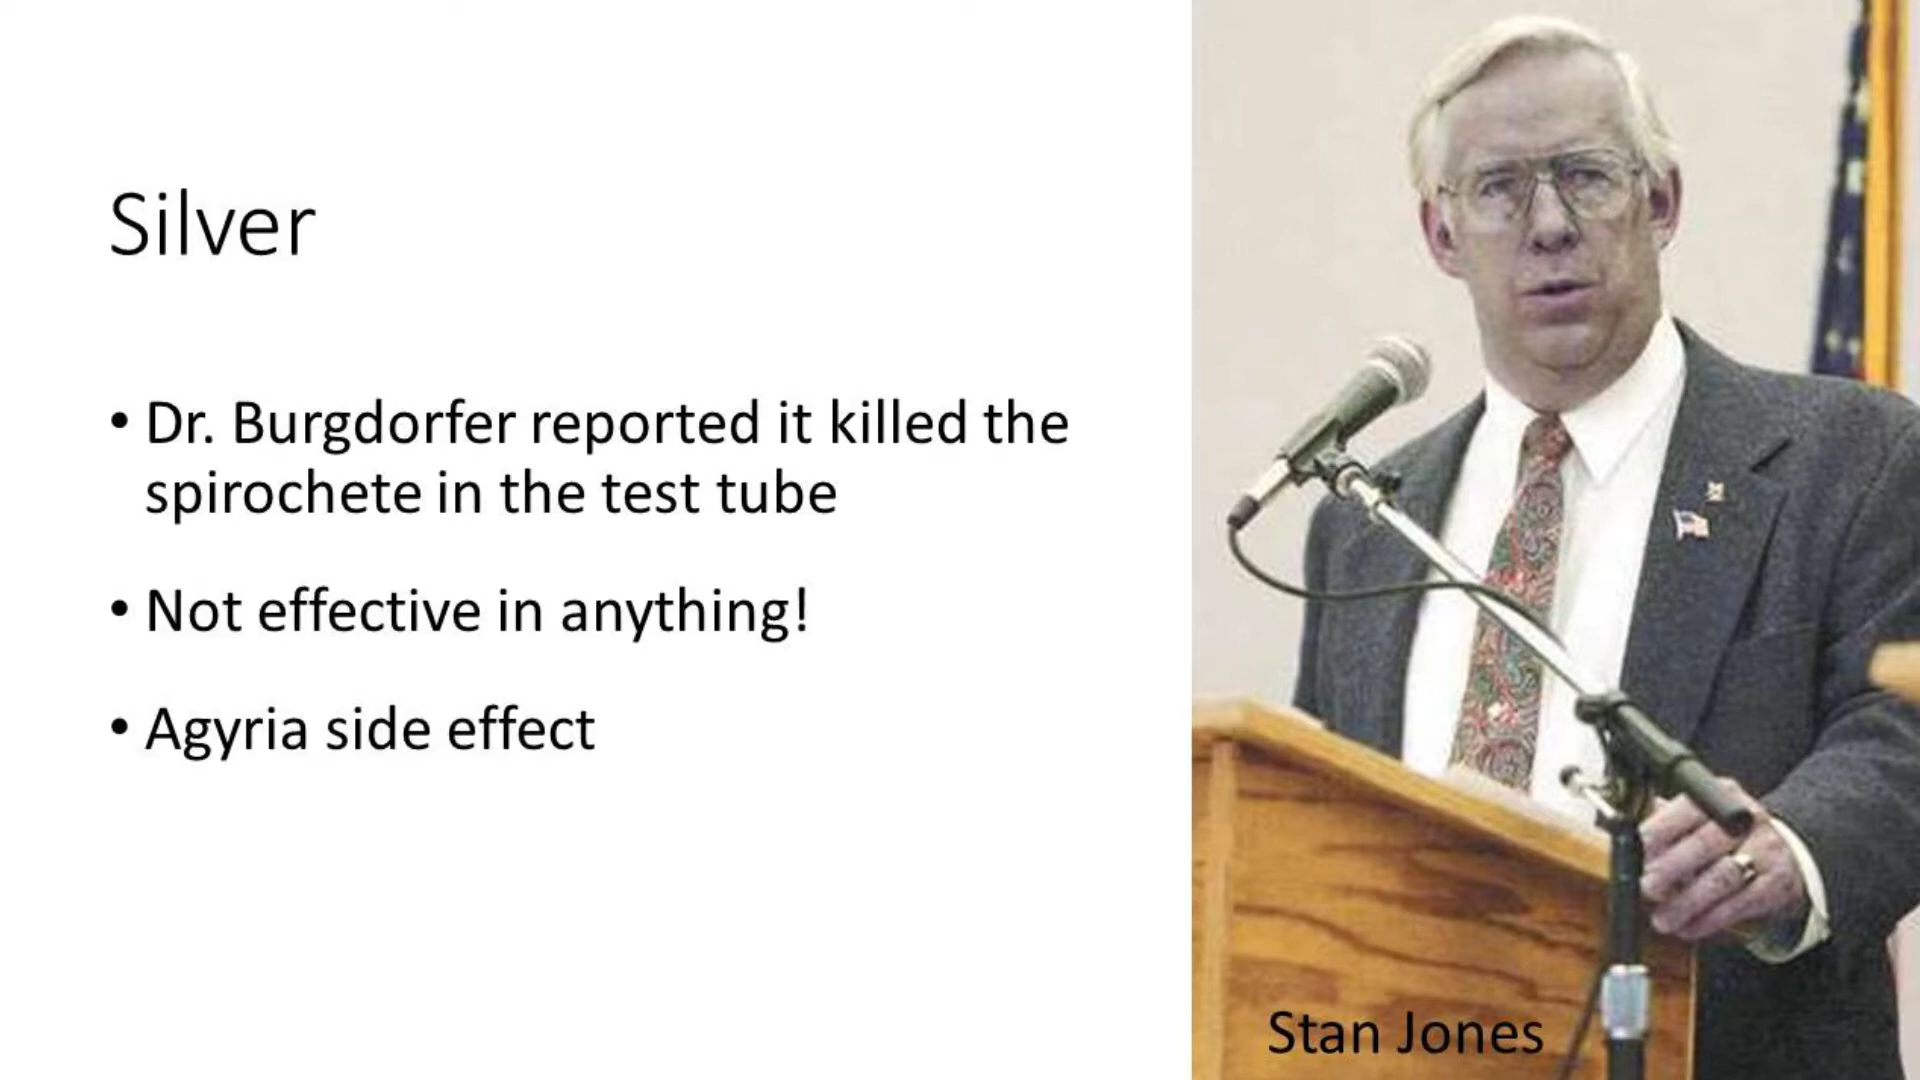 Silver
• Dr. Burgdorfer reported it killed the
spirochete in the test tube
• Not effective in anything!
• Agyria side effect
Stan Jones